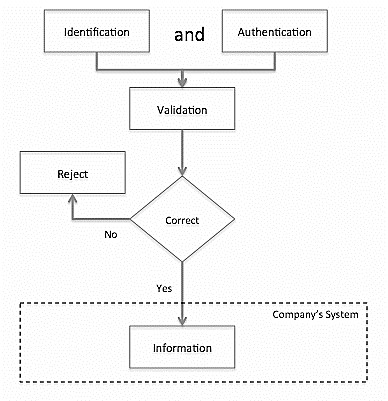 Identification
and
Authentication
Validation
Reject
Correct
No
Yes
Company's System
Information